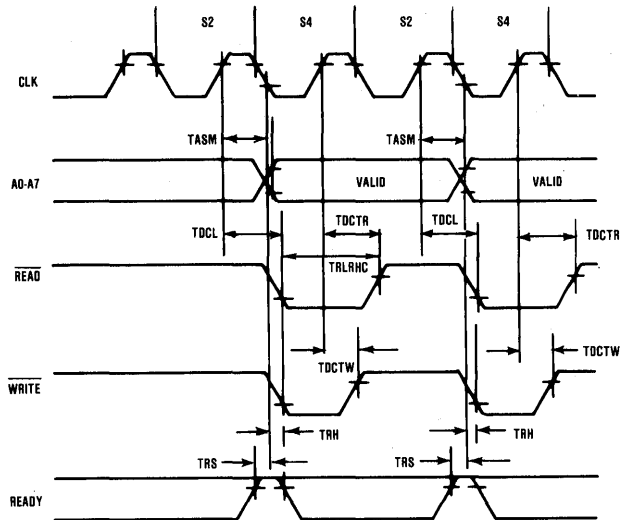 S2 S4 S2 S4
CLK
TASM TASM
A0-A7 VALID VALID
TDCL TDCTR TDCL TDCTR
READ TRLRHC
TDCTW TDCTW
WRITE
TRH TRH
TRS TRS
READY